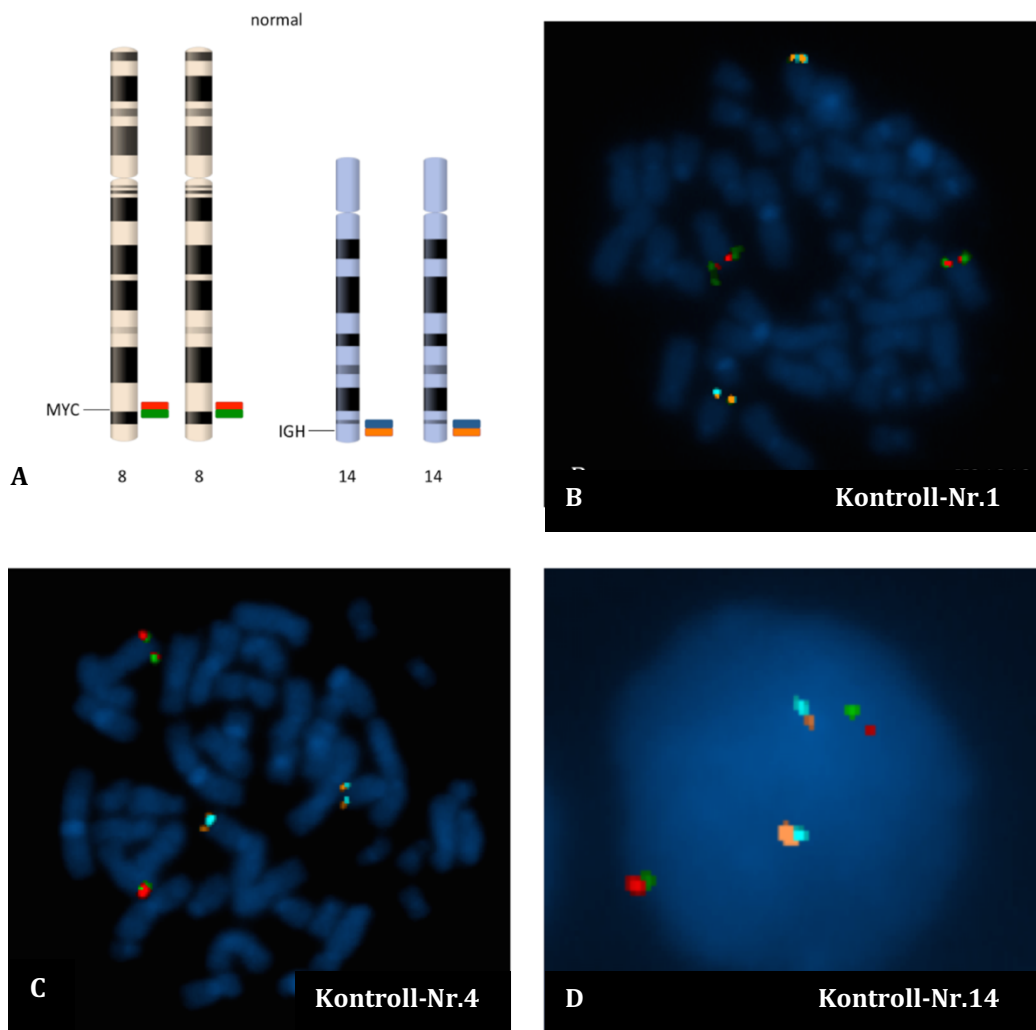 normal
MYC
IGH
A
8
8
14
14
B Kontroll-Nr.1
C Kontroll-Nr.4
D Kontroll-Nr.14